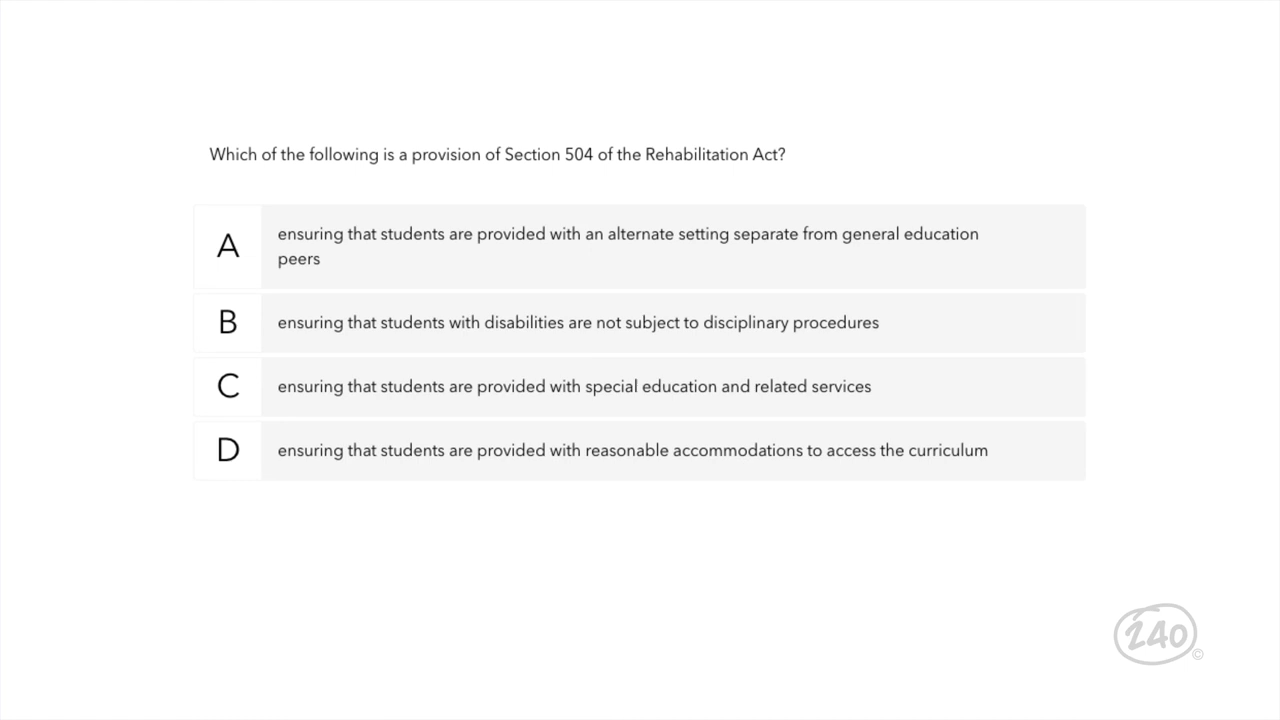 Which of the following is a provision of Section 504 of the Rehabilitation Act?
A
ensuring that students are provided with an alternate setting separate from general education
peers
B
ensuring that students with disabilities are not subject to disciplinary procedures
C
ensuring that students are provided with special education and related services
D
ensuring that students are provided with reasonable accommodations to access the curriculum
240
©